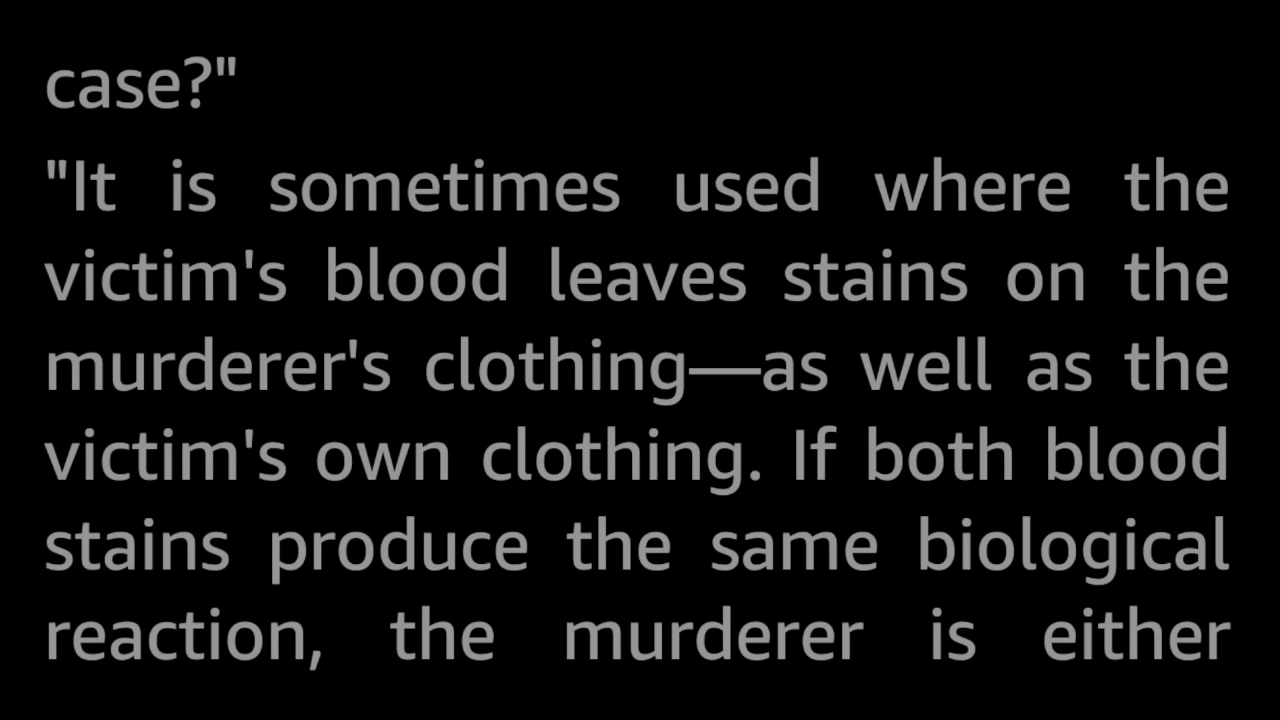 case?"
"It is sometimes used where the
victim's blood leaves stains on the
murderer's clothing—as well as the
victim's own clothing. If both blood
stains produce the same biological
reaction, the murderer is either